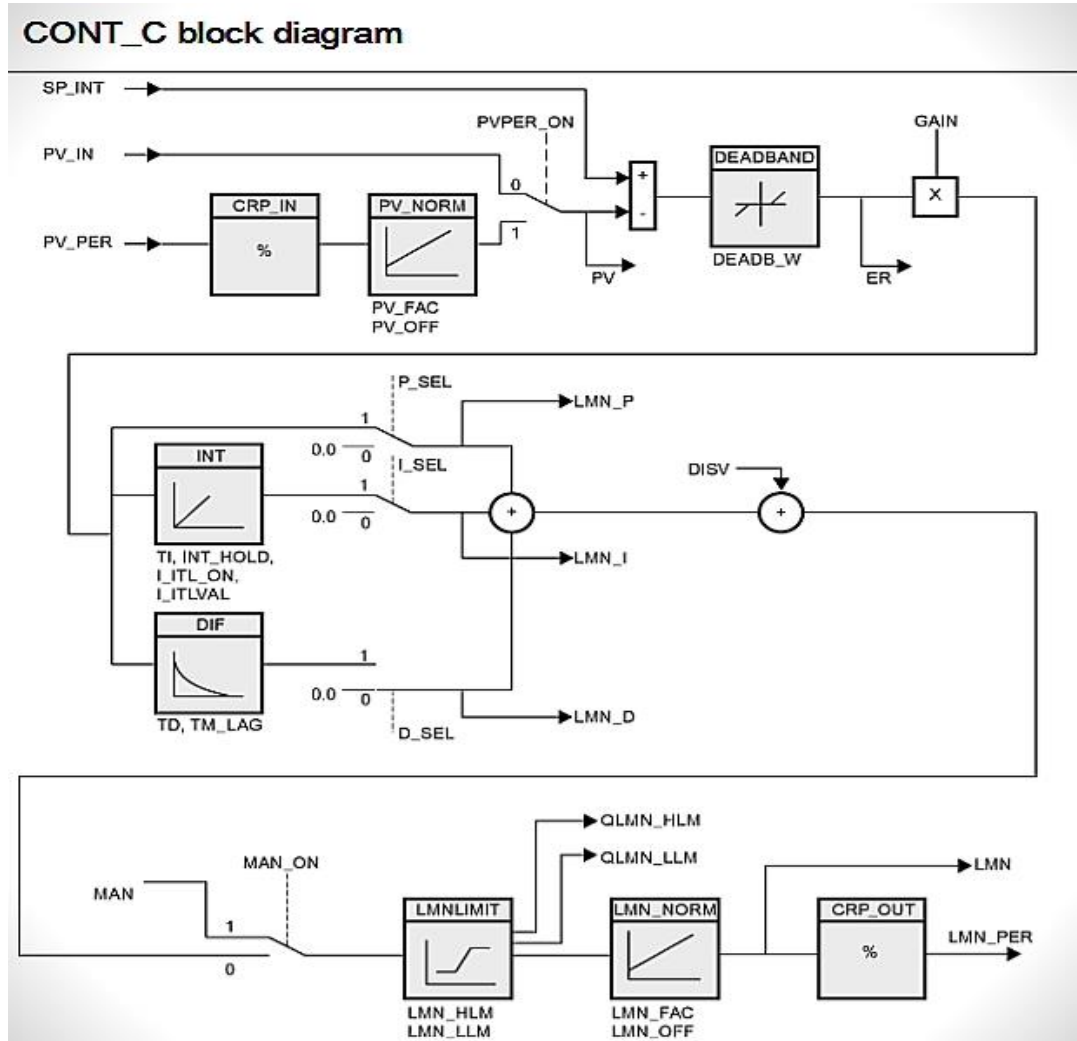 CONT_C block diagram
SP_INT
PVPER_ON
GAIN
PV_IN
DEADBAND
0
+
-
X
CRP_IN
PV_NORM
PV_PER
%
1
DEADB_W
PV
ER
PV_FAC
PV_OFF
P_SEL
1
LMN_P
0.0
0
INT
I_SEL
1
DISV
0.0
0
+
+
TI, INT_HOLD,
I_ITL_ON,
I_ITLVAL
LMN_I
DIF
1
0.0
0
TD, TM_LAG
D_SEL
LMN_D
QLMN_HLM
QLMN_LLM
MAN_ON
MAN
LMN
1
LMNLIMIT
LMN_NORM
CRP_OUT
%
LMN_PER
0
LMN_HLM
LMN_LLM
LMN_FAC
LMN_OFF